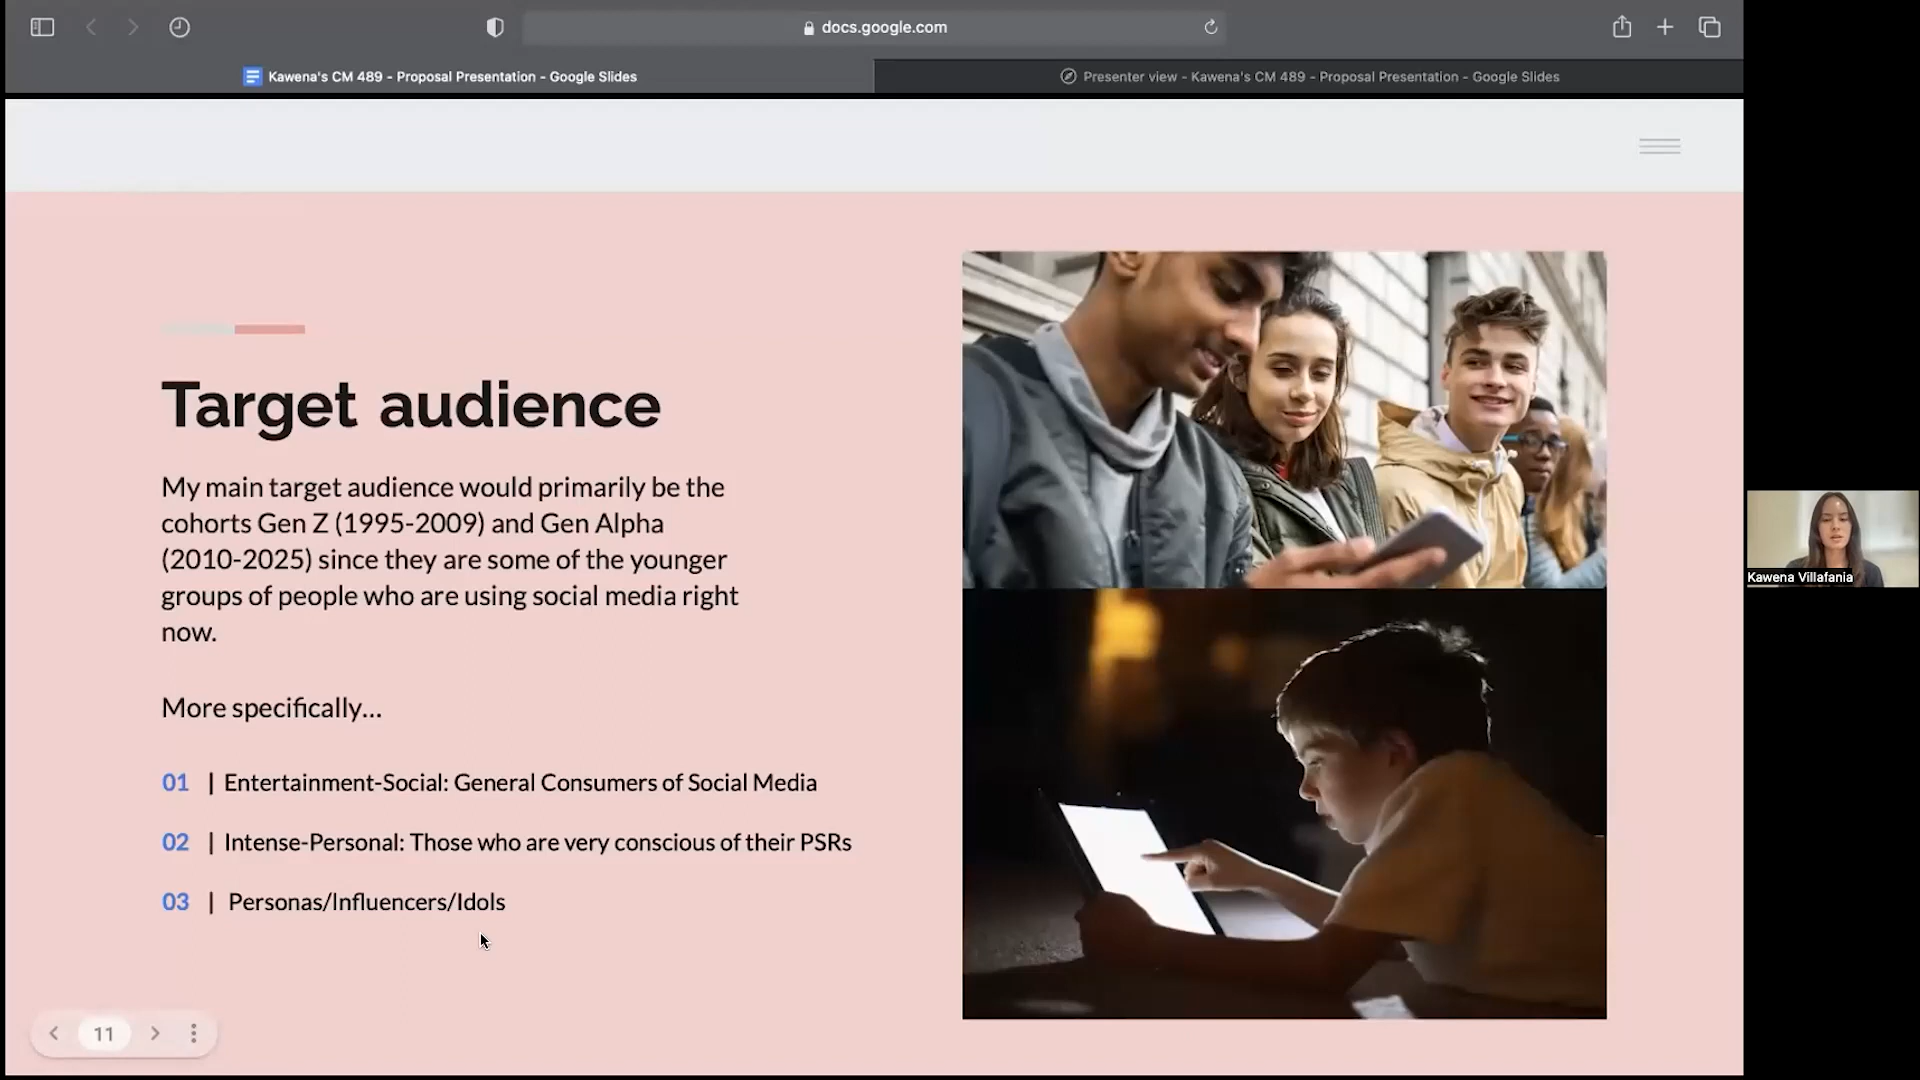 docs.google.com
Kawena's CM 489 - Proposal Presentation - Google Slides
Presenter view - Kawena's CM 489 - Proposal Presentation - Google Slides
Target audience
My main target audience would primarily be the
cohorts Gen Z (1995-2009) and Gen Alpha
(2010-2025) since they are some of the younger
groups of people who are using social media right
now.
More specifically...
01 | Entertainment-Social: General Consumers of Social Media
02 | Intense-Personal: Those who are very conscious of their PSRs
03 | Personas/Influencers/Idols
Kawena Villafania
11